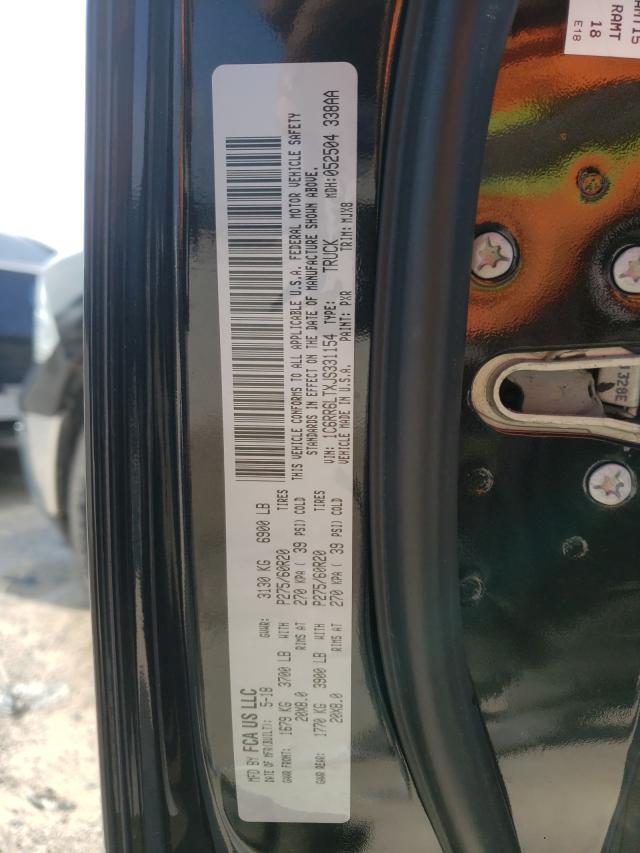 MFD BY FCA US LLC
DATE OF MFR(BUILT): 5-18 GVWR: 3130 KG 6900 LB
GAWR FRONT: 1679 KG 3700 LB WITH P275/60R20 TIRES
20X8.0 RIMS AT 270 KPA ( 39 PSI) COLD
GAWR REAR: 1770 KG 3900 LB WITH P275/60R20 TIRES
20X8.0 RIMS AT 270 KPA ( 39 PSI) COLD
THIS VEHICLE CONFORMS TO ALL APPLICABLE U.S.A. FEDERAL MOTOR VEHICLE SAFETY
STANDARDS IN EFFECT ON THE DATE OF MANUFACTURE SHOWN ABOVE.
VIN: 1C6RR6LTXJS331154 TYPE: TRUCK MDH:052504 338AA
MADE IN U.S.A. PAINT: PXR TRIM: MJX8
RAMT
18
E18
1328E